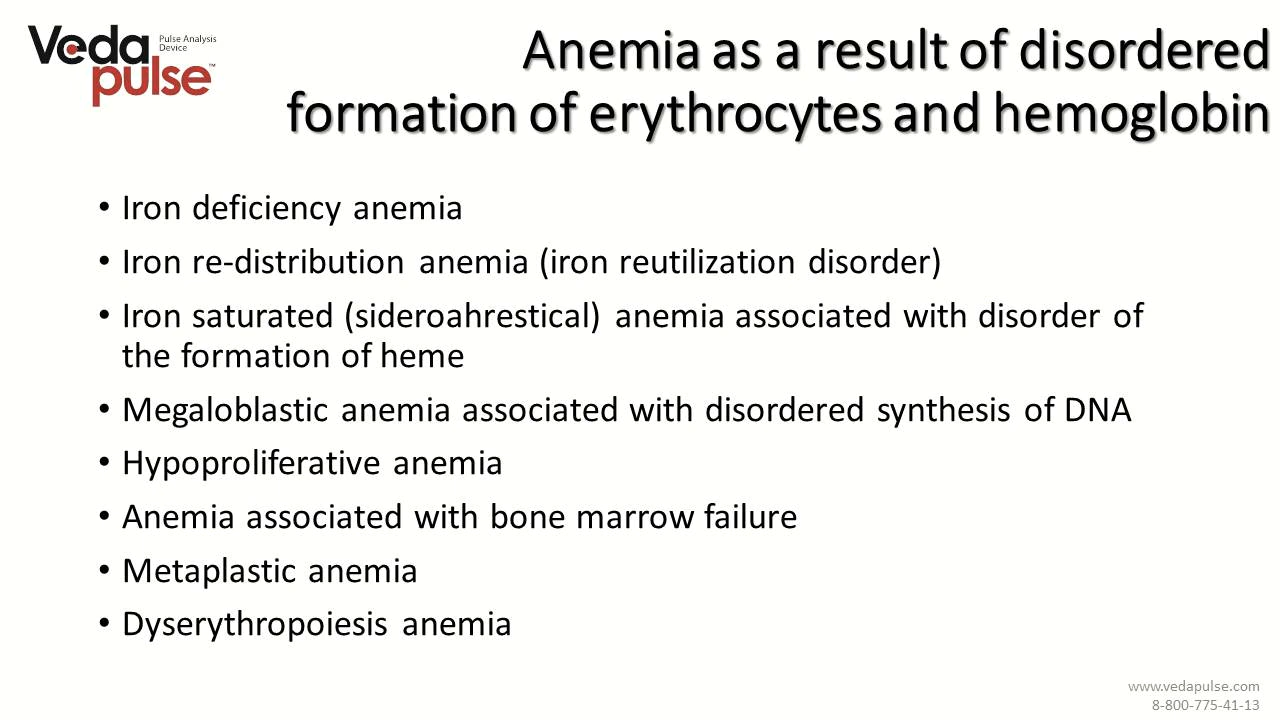 Veda
pulse™
Pulse Analysis
Device
Anemia as a result of disordered
formation of erythrocytes and hemoglobin
• Iron deficiency anemia
• Iron re-distribution anemia (iron reutilization disorder)
• Iron saturated (sideroahrestical) anemia associated with disorder of
the formation of heme
• Megaloblastic anemia associated with disordered synthesis of DNA
• Hypoproliferative anemia
• Anemia associated with bone marrow failure
• Metaplastic anemia
• Dyserythropoiesis anemia
www.vedapulse.com
8-800-775-41-13